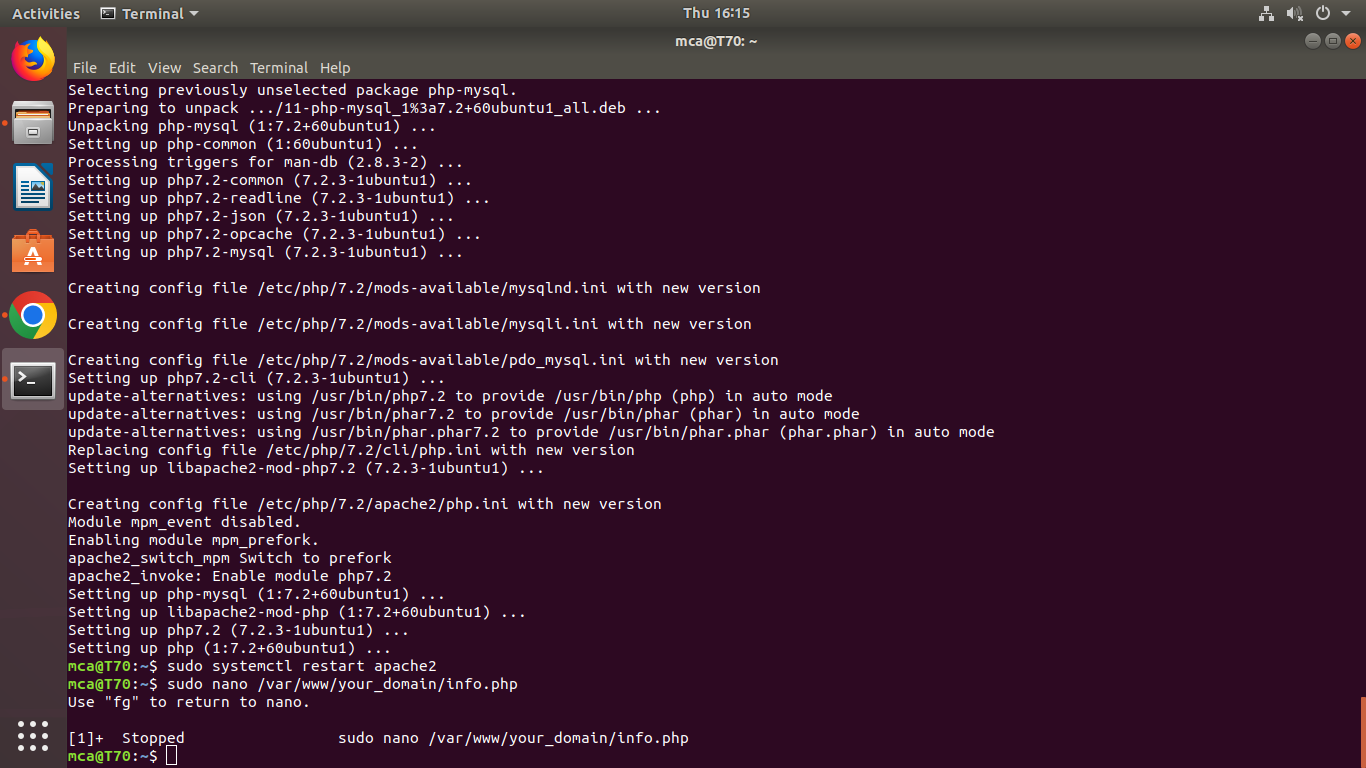 Activities Terminal Thu 16:15
mca@T70: ~
File Edit View Search Terminal Help
Selecting previously unselected package php-mysql.
Preparing to unpack .../11-php-mysql_1%3a7.2+60ubuntu1_all.deb ...
Unpacking php-mysql (1:7.2+60ubuntu1) ...
Setting up php-common (1:60ubuntu1) ...
Processing triggers for man-db (2.8.3-2) ...
Setting up php7.2-common (7.2.3-1ubuntu1) ...
Setting up php7.2-readline (7.2.3-1ubuntu1) ...
Setting up php7.2-json (7.2.3-1ubuntu1) ...
Setting up php7.2-opcache (7.2.3-1ubuntu1) ...
Setting up php7.2-mysql (7.2.3-1ubuntu1) ...
Creating config file /etc/php/7.2/mods-available/mysqlnd.ini with new version
Creating config file /etc/php/7.2/mods-available/mysqli.ini with new version
Creating config file /etc/php/7.2/mods-available/pdo_mysql.ini with new version
Setting up php7.2-cli (7.2.3-1ubuntu1) ...
update-alternatives: using /usr/bin/php7.2 to provide /usr/bin/php (php) in auto mode
update-alternatives: using /usr/bin/phar7.2 to provide /usr/bin/phar (phar) in auto mode
update-alternatives: using /usr/bin/phar.phar7.2 to provide /usr/bin/phar.phar (phar.phar) in auto mode
Replacing config file /etc/php/7.2/cli/php.ini with new version
Setting up libapache2-mod-php7.2 (7.2.3-1ubuntu1) ...
Creating config file /etc/php/7.2/apache2/php.ini with new version
Module mpm_event disabled.
Enabling module mpm_prefork.
apache2_switch_mpm Switch to prefork
apache2_invoke: Enable module php7.2
Setting up php-mysql (1:7.2+60ubuntu1) ...
Setting up libapache2-mod-php (1:7.2+60ubuntu1) ...
Setting up php7.2 (7.2.3-1ubuntu1) ...
Setting up php (1:7.2+60ubuntu1) ...
mca@T70:~$ sudo systemctl restart apache2
mca@T70:~$ sudo nano /var/www/your_domain/info.php
Use "fg" to return to nano.
[1]+  Stopped                 sudo nano /var/www/your_domain/info.php
mca@T70:~$